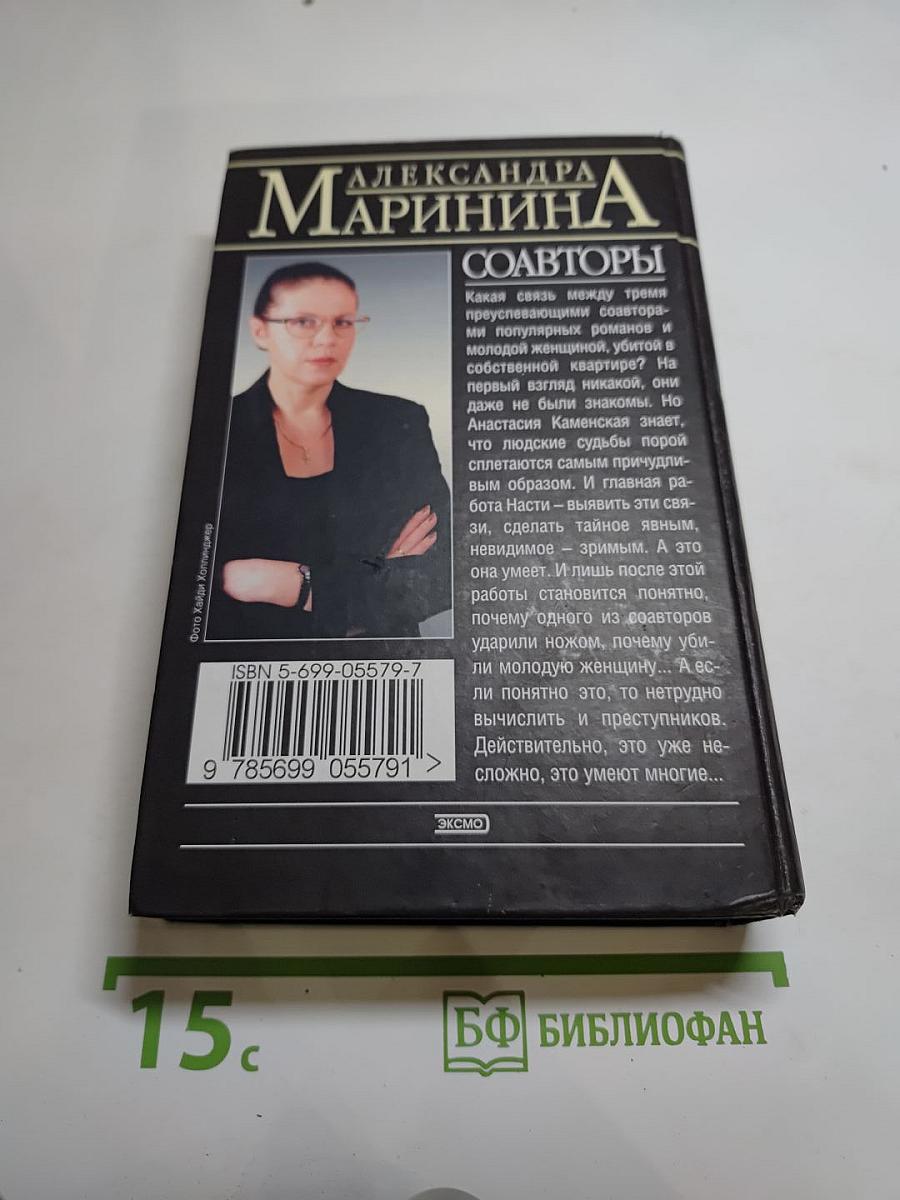 АЛЕКСАНДРА
МАРИНИНА
СОАВТОРЫ
Какая связь между тремя
преуспевающими соавтора-
ми популярных романов и
молодой женщиной, убитой в
собственной квартире? На
первый взгляд никакой, они
даже не были знакомы. Но
Анастасия Каменская знает,
что людские судьбы порой
сплетаются самым причудли-
вым образом. И главная ра-
бота Насти – выявить эти свя-
зи, сделать тайное явным,
невидимое – зримым. А это
она умеет. И лишь после этой
работы становится понятно,
почему одного из соавторов
ударили ножом, почему уби-
ли молодую женщину... А ес-
ли понятно это, то нетрудно
вычислить и преступников.
Действительно, это уже не-
сложно, это умеют многие...
Фото Хайди Холлинджер
ISBN 5-699-05579-7
9 785699 055791 >
ЭКСМО
15 с
БФ БИБЛИОФАН